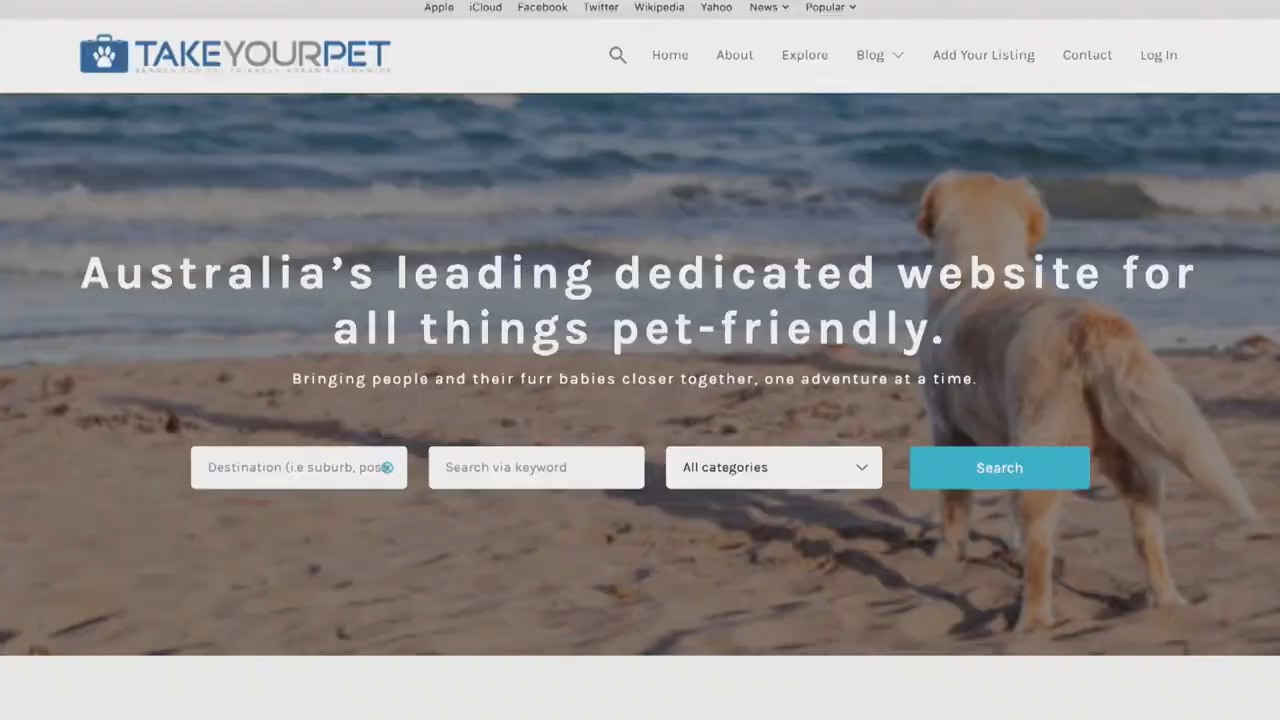 Apple iCloud Facebook Twitter Wikipedia Yahoo News Popular
TAKEYOURPET
Home About Explore Blog Add Your Listing Contact Log In
Australia's leading dedicated website for
all things pet-friendly.
Bringing people and their furr babies closer together, one adventure at a time.
Destination (i.e suburb, pos Search via keyword All categories Search